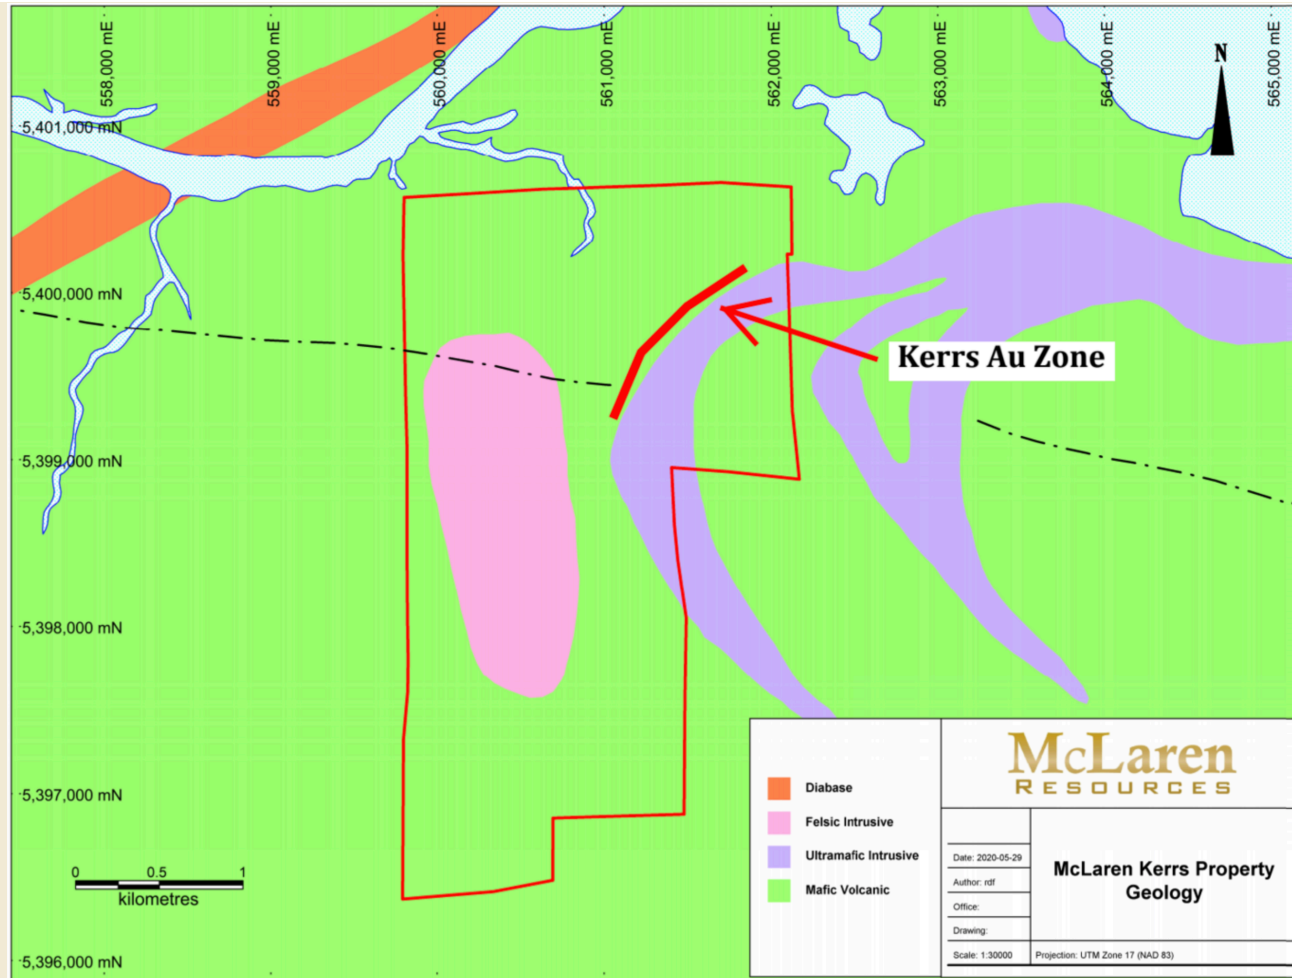 558,000 mE
559,000 mE
560,000 mE
561,000 mE
562,000 mE
563,000 mE
564,000 mE
565,000 mE
N
5,401,000 mN
5,400,000 mN
Kerrs Au Zone
5,399,000 mN
5,398,000 mN
5,397,000 mN
5,396,000 mN
0 0.5 1
kilometres
Diabase
Felsic Intrusive
Ultramafic Intrusive
Mafic Volcanic
McLaren
RESOURCES
Date: 2020-05-29
Author: rdf
Office:
Drawing:
Scale: 1:30000
McLaren Kerrs Property
Geology
Projection: UTM Zone 17 (NAD 83)